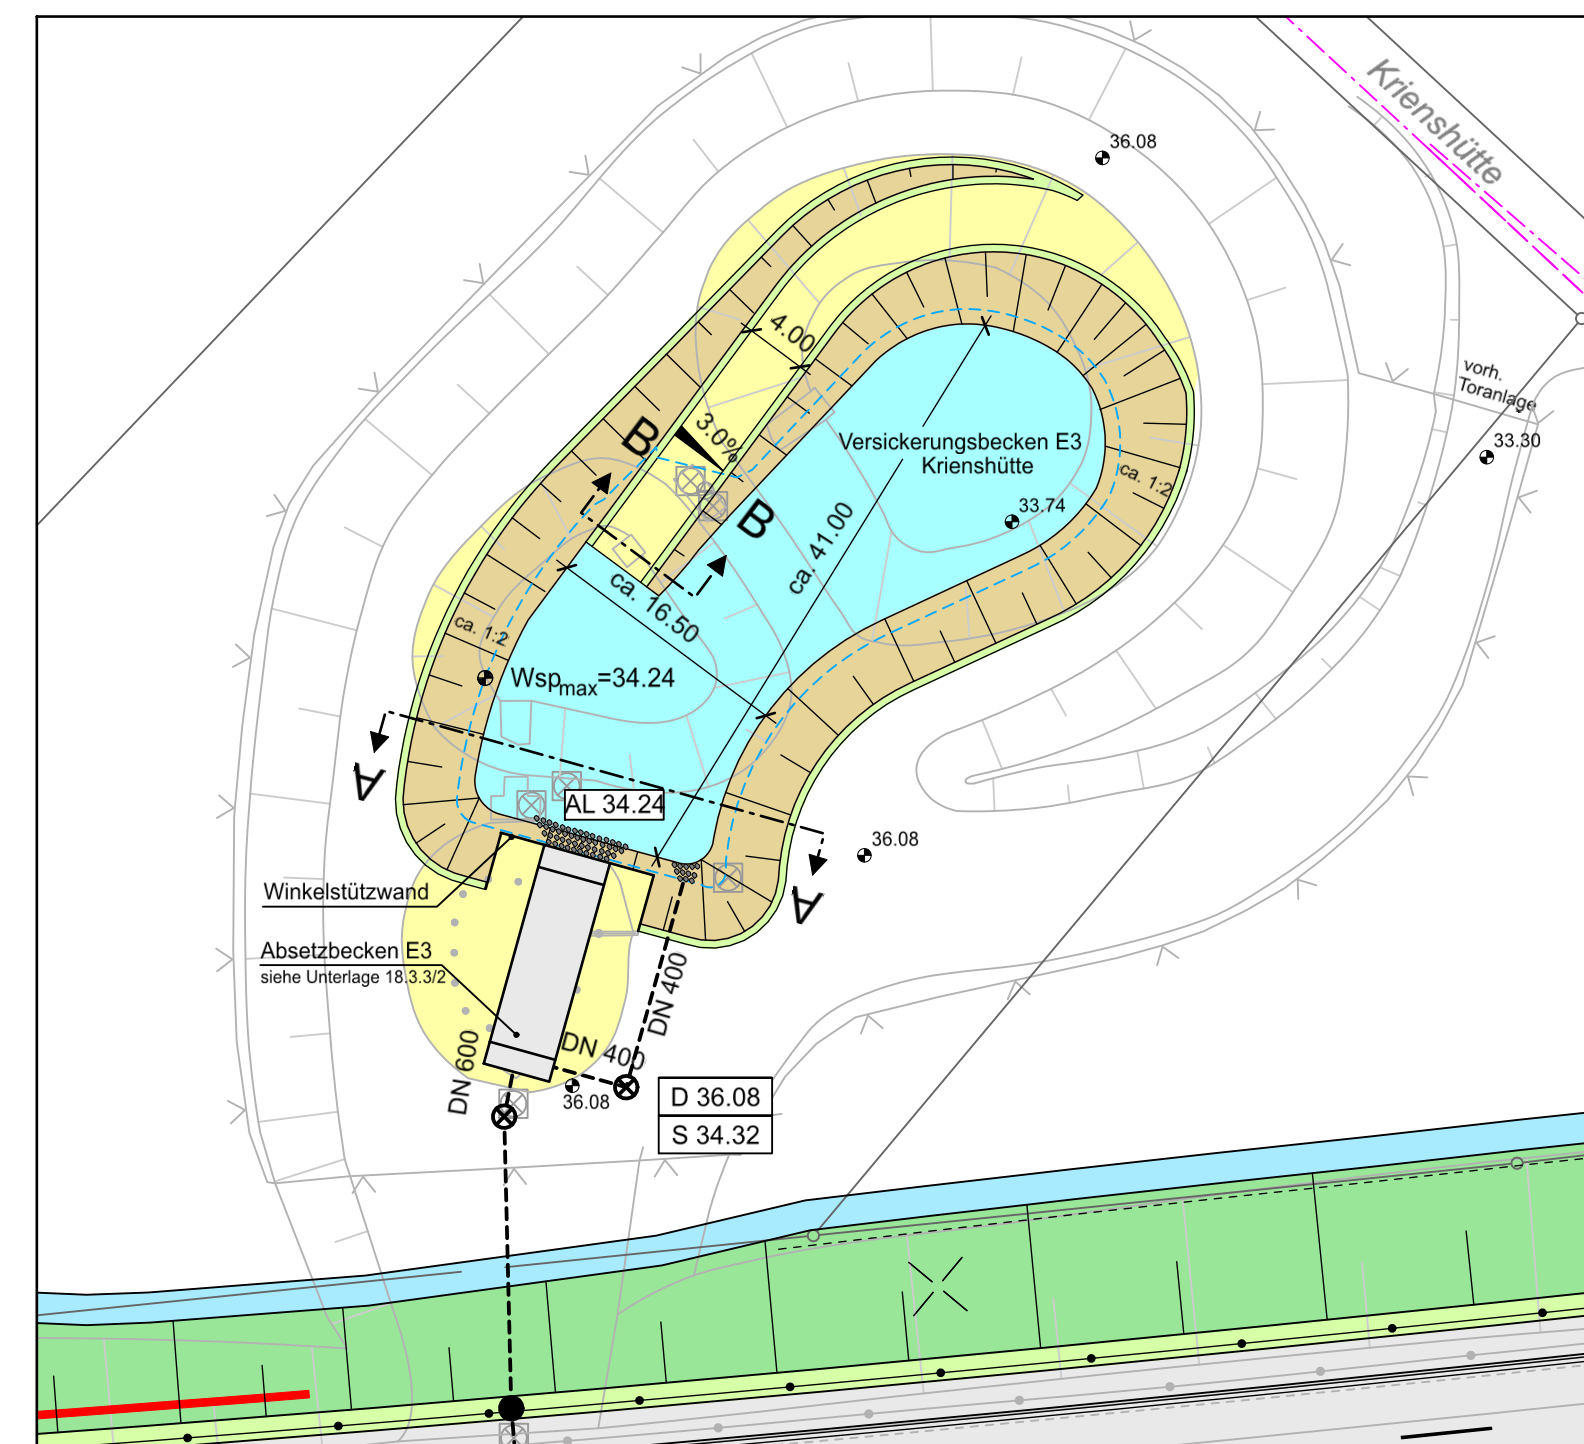 Krienshütte
36.08
vorh.
Toranlage
33.30
4.00
3.0%
B
B
Versickerungsbecken E3
Krienshütte
ca. 1:2
33.74
ca. 41.00
ca. 16.50
ca. 1:2
Wspmax=34.24
A
AL 34.24
36.08
A
Winkelstützwand
Absetzbecken E3
siehe Unterlage 18.3.3/2
DN 400
DN 400
DN 600
36.08
D 36.08
S 34.32